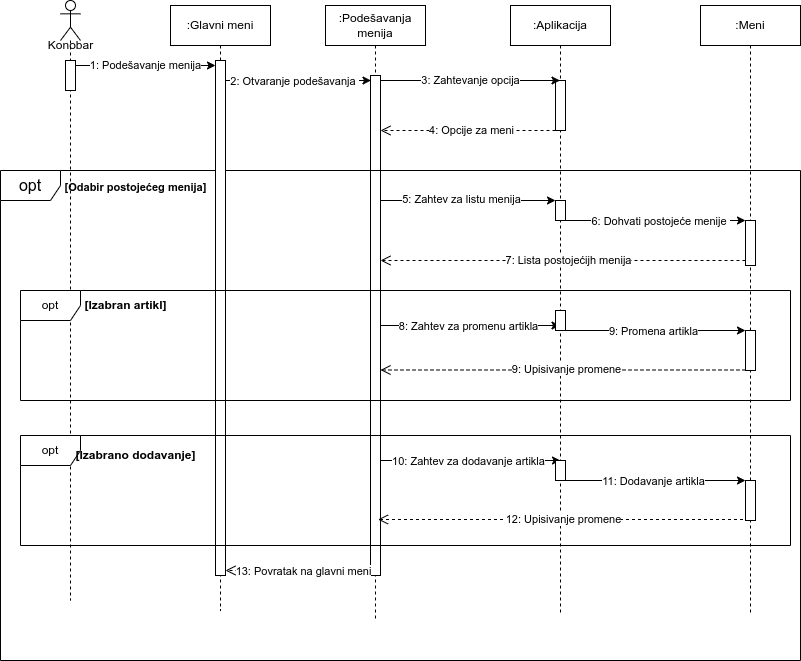 Konobar
:Glavni meni
:Podešavanja
menija
:Aplikacija
:Meni
1: Podešavanje menija
2: Otvaranje podešavanja
3: Zahtevanje opcija
4: Opcije za meni
opt
[Odabir postojećeg menija]
5: Zahtev za listu menija
6: Dohvati postojeće menije
7: Lista postojećijh menija
opt
[Izabran artikl]
8: Zahtev za promenu artikla
9: Promena artikla
9: Upisivanje promene
opt
[Izabrano dodavanje]
10: Zahtev za dodavanje artikla
11: Dodavanje artikla
12: Upisivanje promene
13: Povratak na glavni meni